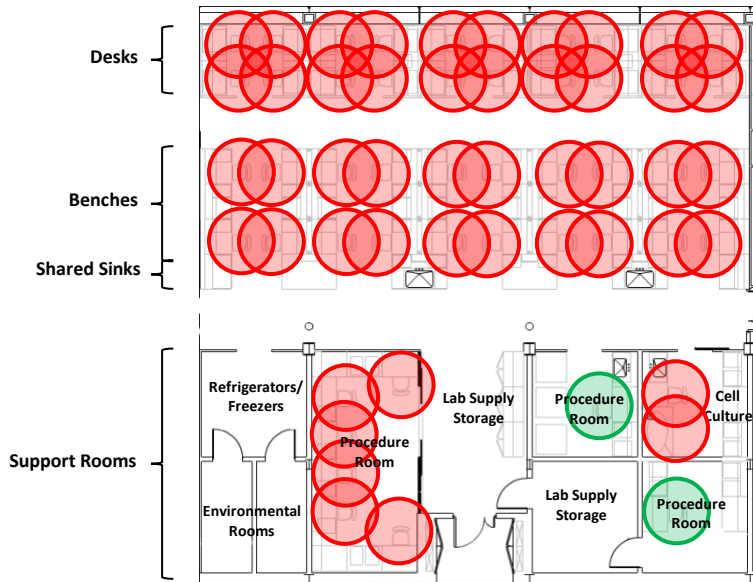 Desks
Benches
Shared Sinks
Support Rooms
Refrigerators/
Freezers
Environmental
Rooms
Procedure
Room
Lab Supply
Storage
Procedure
Room
Cell
Culture
Lab Supply
Storage
Procedure
Room